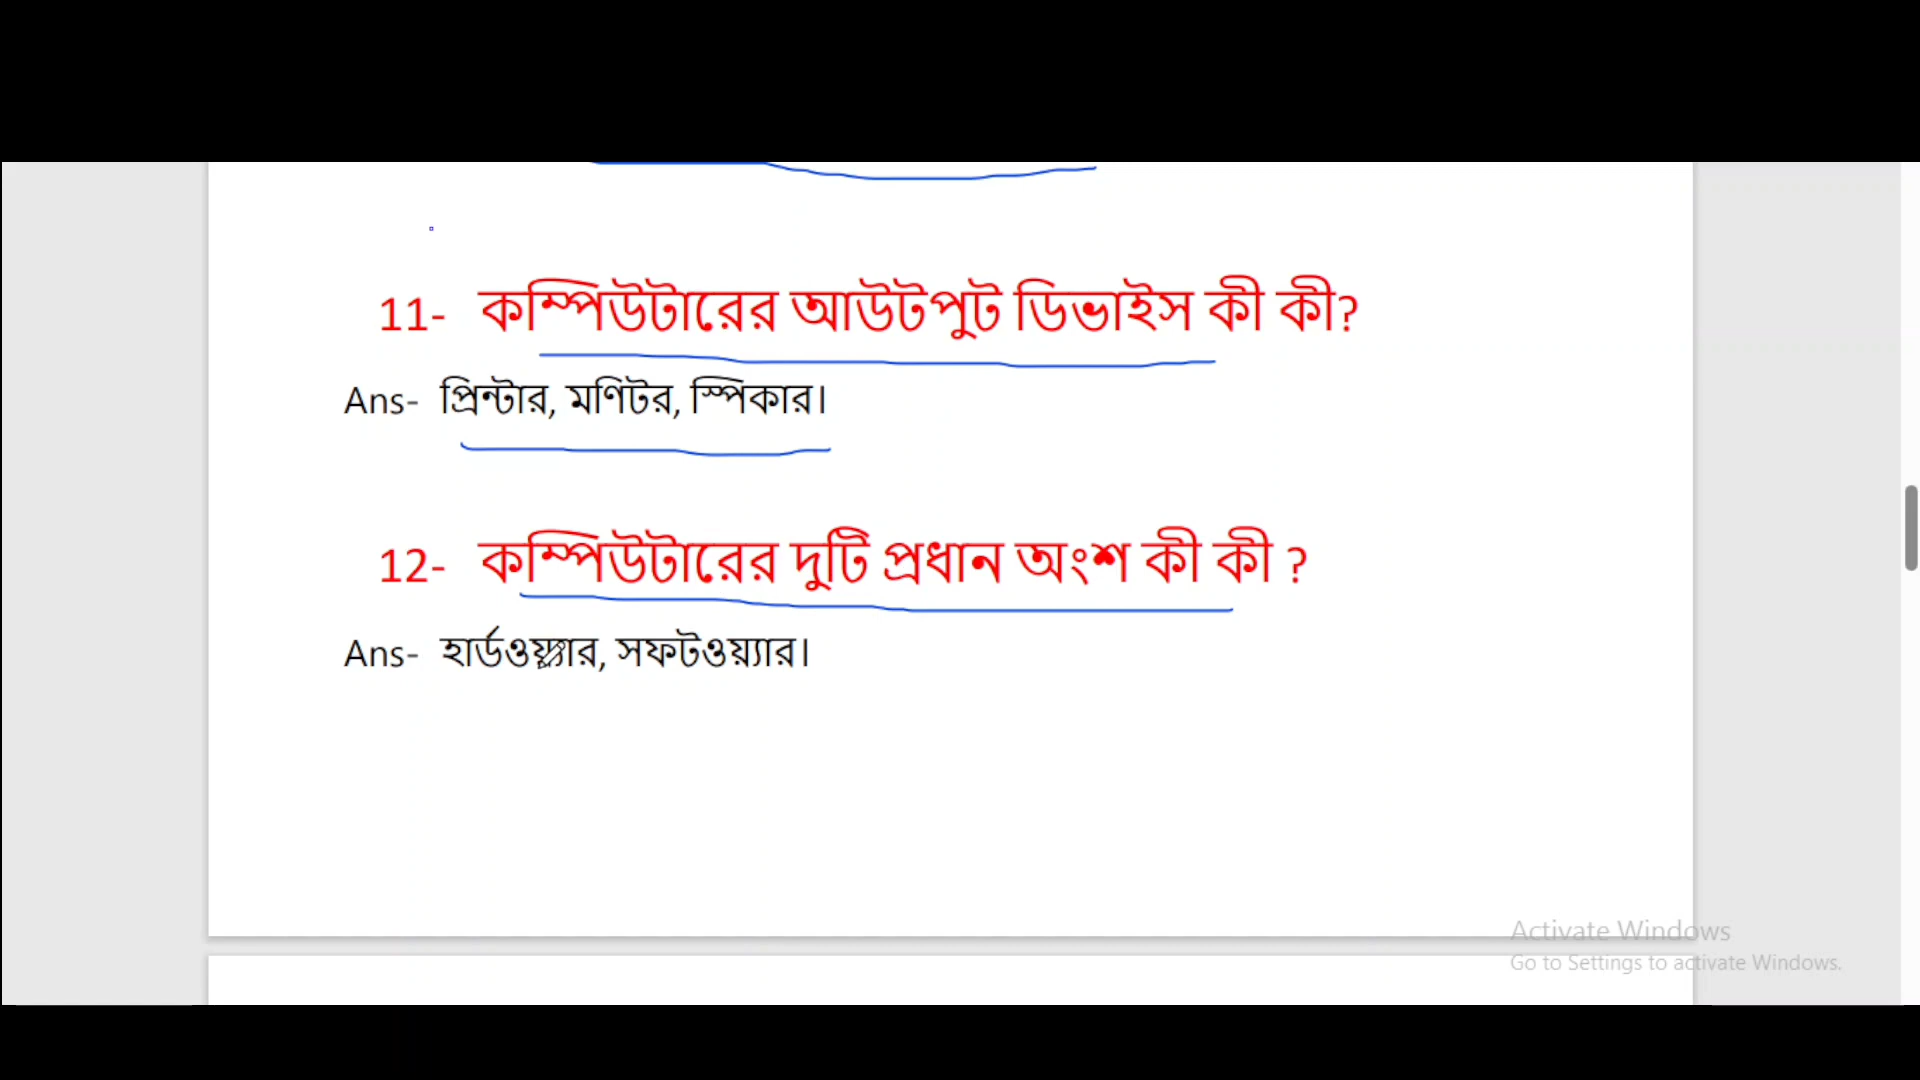 11- কম্পিউটারের আউটপুট ডিভাইস কী কী?
Ans- প্রিন্টার, মণিটর, স্পিকার।
12- কম্পিউটারের দুটি প্রধান অংশ কী কী ?
Ans- হার্ডওয়্যার, সফটওয়্যার।
Activate Windows
Go to Settings to activate Windows.